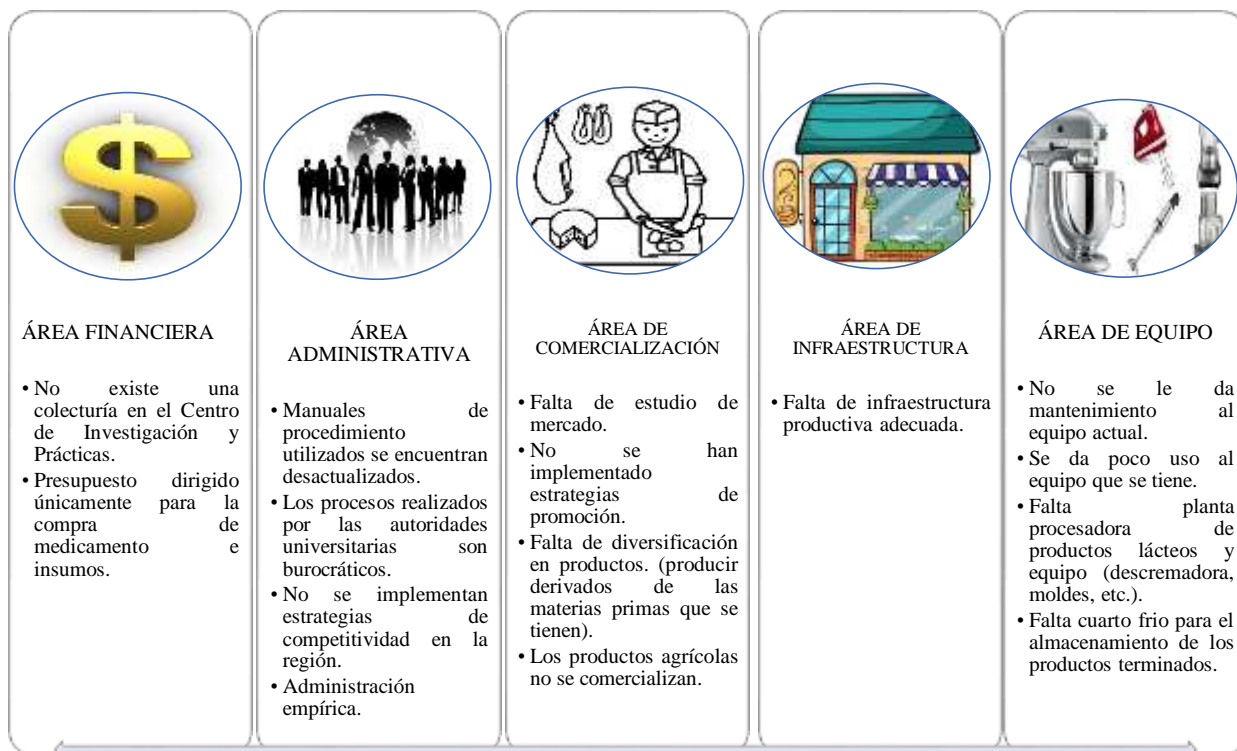 ÁREA FINANCIERA
• No existe una
colecturía en el Centro
de Investigación y
Prácticas.
• Presupuesto dirigido
únicamente para la
compra de
medicamento e
insumos.
ÁREA
ADMINISTRATIVA
• Manuales de
procedimiento
utilizados se encuentran
desactualizados.
• Los procesos realizados
por las autoridades
universitarias son
burocráticos.
• No se implementan
estrategias de
competitividad en la
región.
• Administración
empírica.
ÁREA DE
COMERCIALIZACIÓN
• Falta de estudio de
mercado.
• No se han
implementado
estrategias de
promoción.
• Falta de diversificación
en productos. (producir
derivados de las
materias primas que se
tienen).
• Los productos agrícolas
no se comercializan.
ÁREA DE
INFRAESTRUCTURA
• Falta de infraestructura
productiva adecuada.
ÁREA DE EQUIPO
• No se le da
mantenimiento al
equipo actual.
• Se da poco uso al
equipo que se tiene.
• Falta planta
procesadora de
productos lácteos y
equipo (descremadora,
moldes, etc.).
• Falta cuarto frio para el
almacenamiento de los
productos terminados.